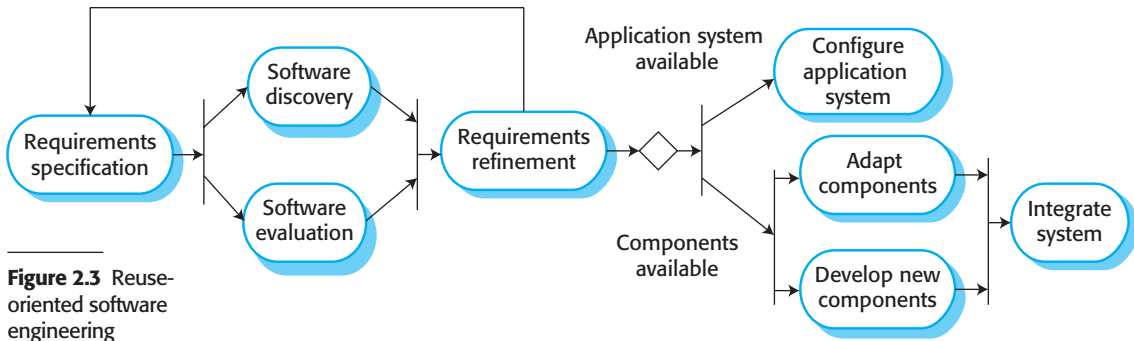 Software
discovery
Application system
available
Configure
application
system
Requirements
specification
Requirements
refinement
Adapt
components
Software
evaluation
Components
available
Develop new
components
Integrate
system
Figure 2.3 Reuse-
oriented software
engineering